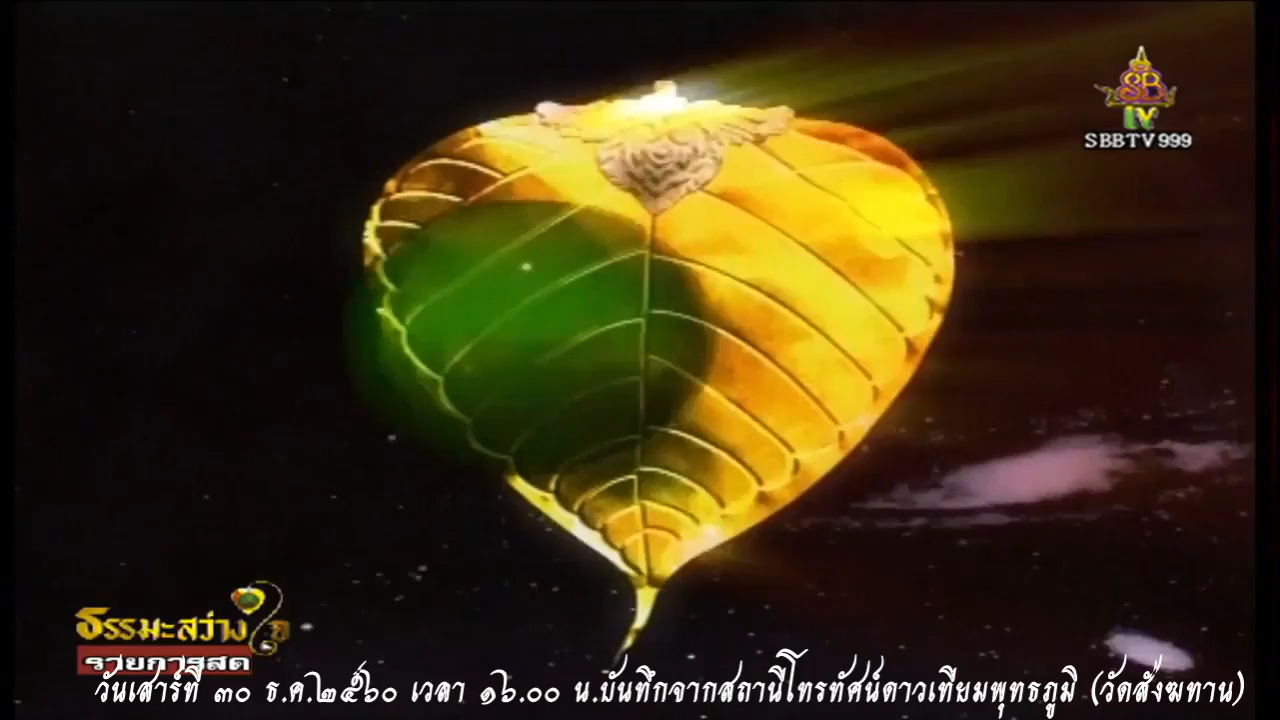 SB
TV
SBBTV999
ธรรมะสว่างใจ
รายการสด
วันเสาร์ที่ ๓๐ ธ.ค.๒๕๖๐ เวลา ๑๖.๐๐ น.บันทึกจากสถานีโทรทัศน์ดาวเทียมพุทธภูมิ (วัดสังฆทาน)